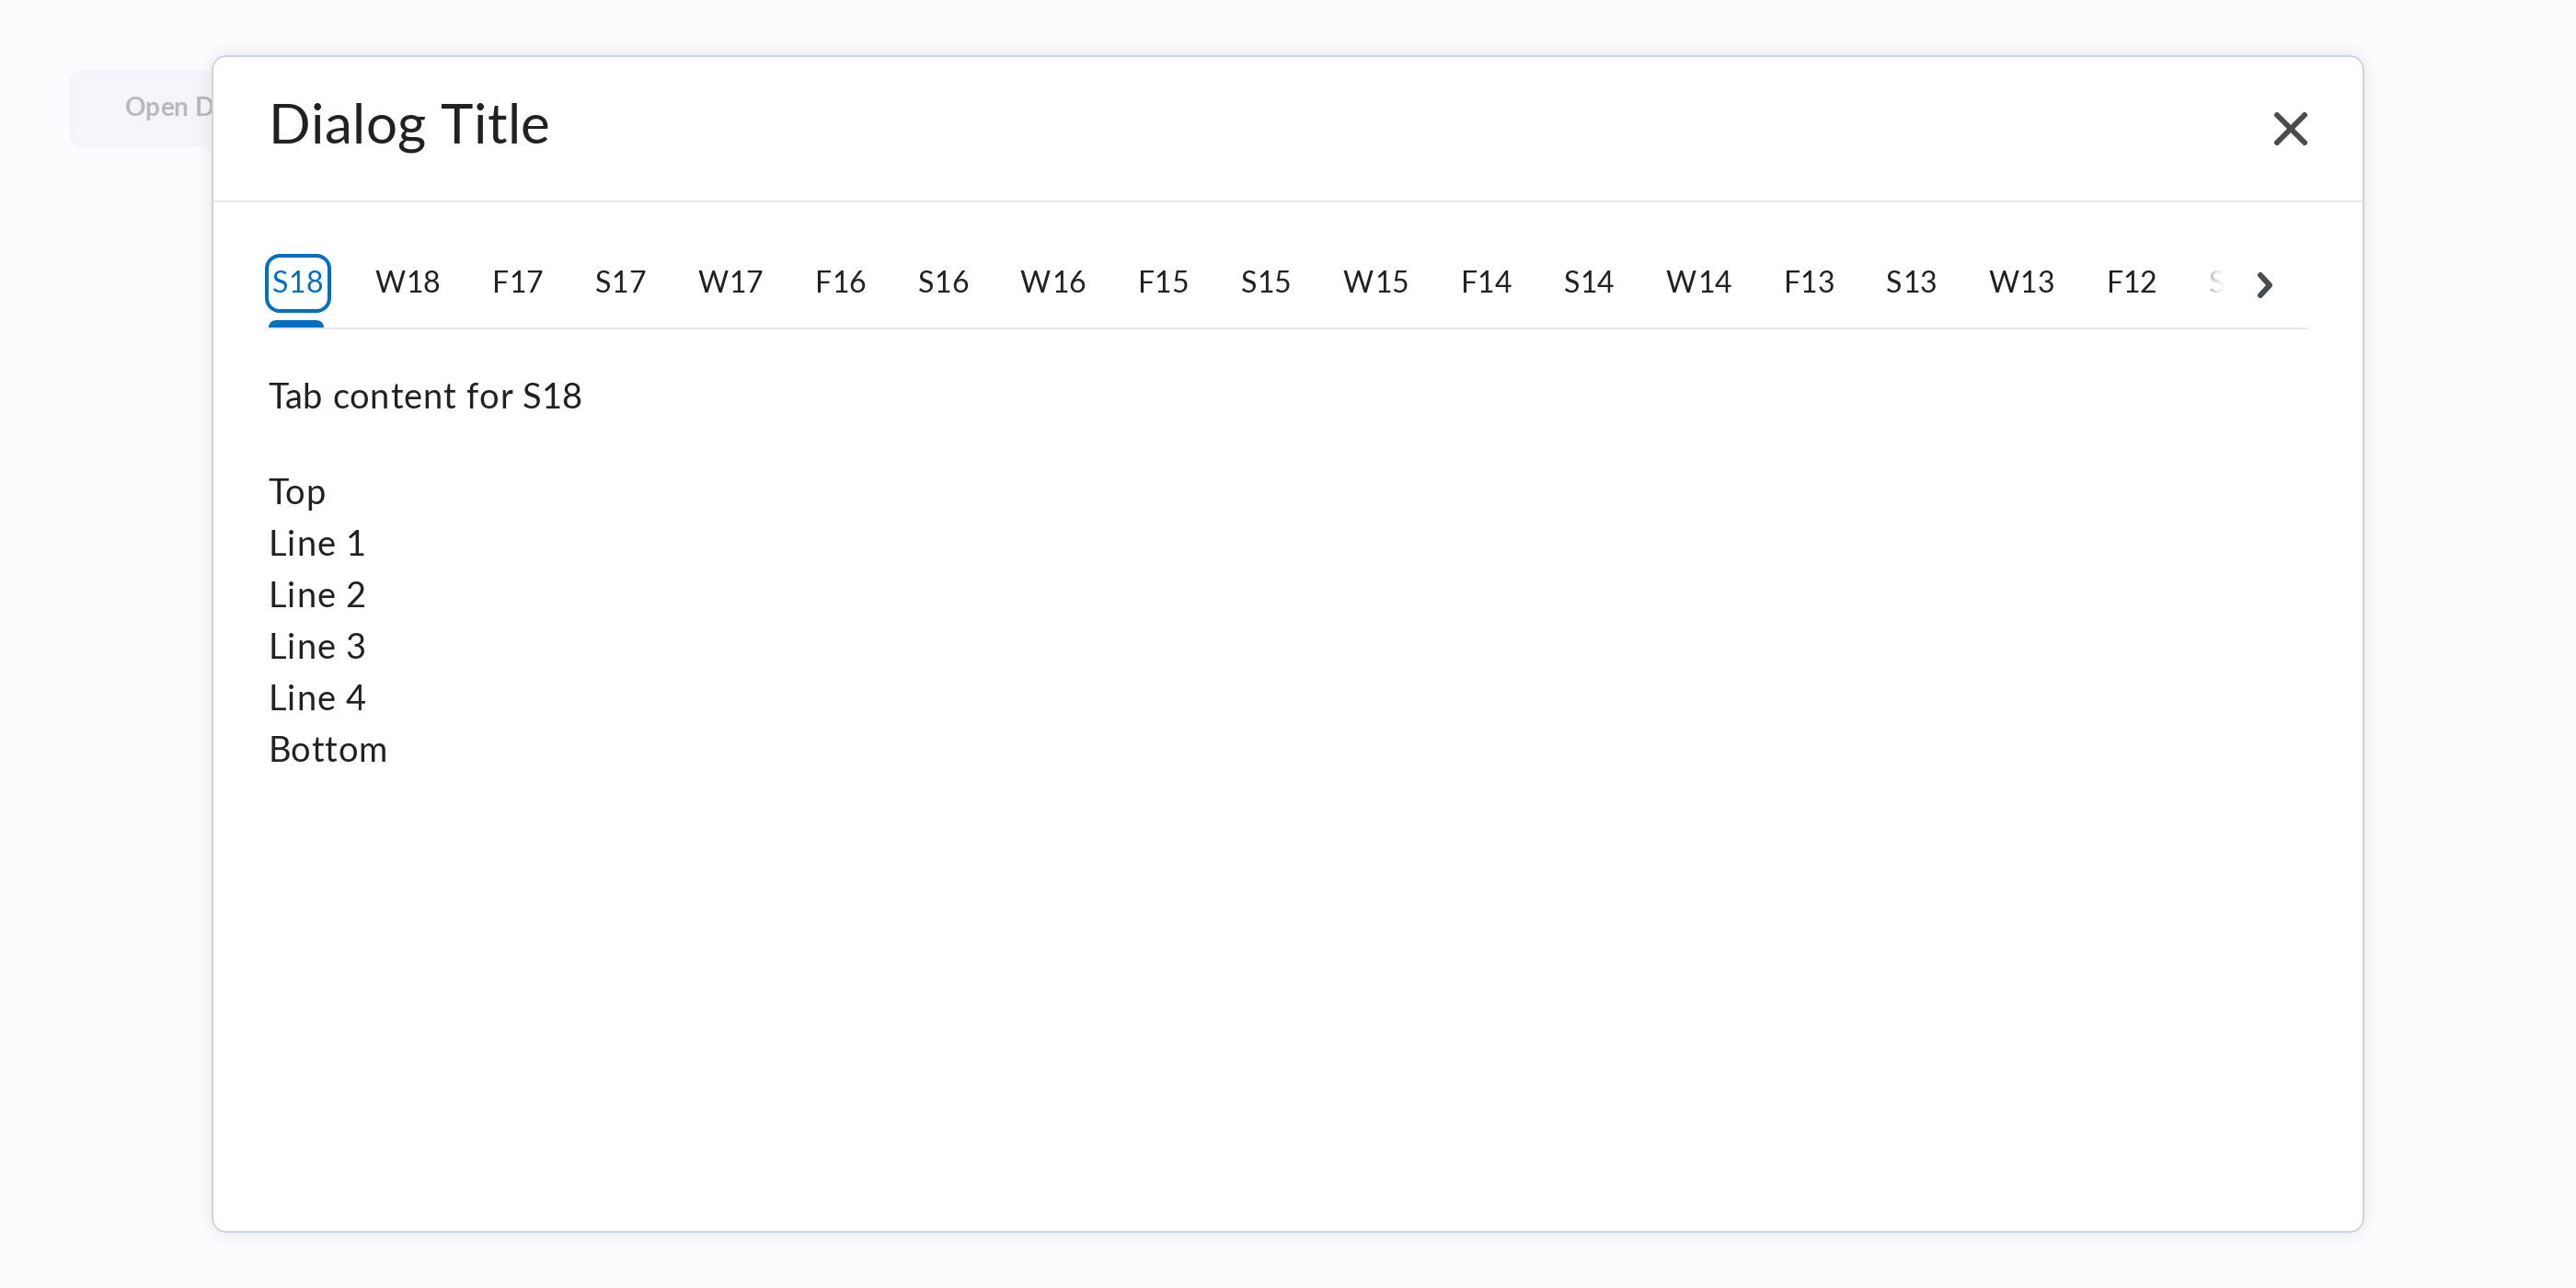 Open D
Dialog Title
S18 W18 F17 S17 W17 F16 S16 W16 F15 S15 W15 F14 S14 W14 F13 S13 W13 F12 S
Tab content for S18
Top
Line 1
Line 2
Line 3
Line 4
Bottom